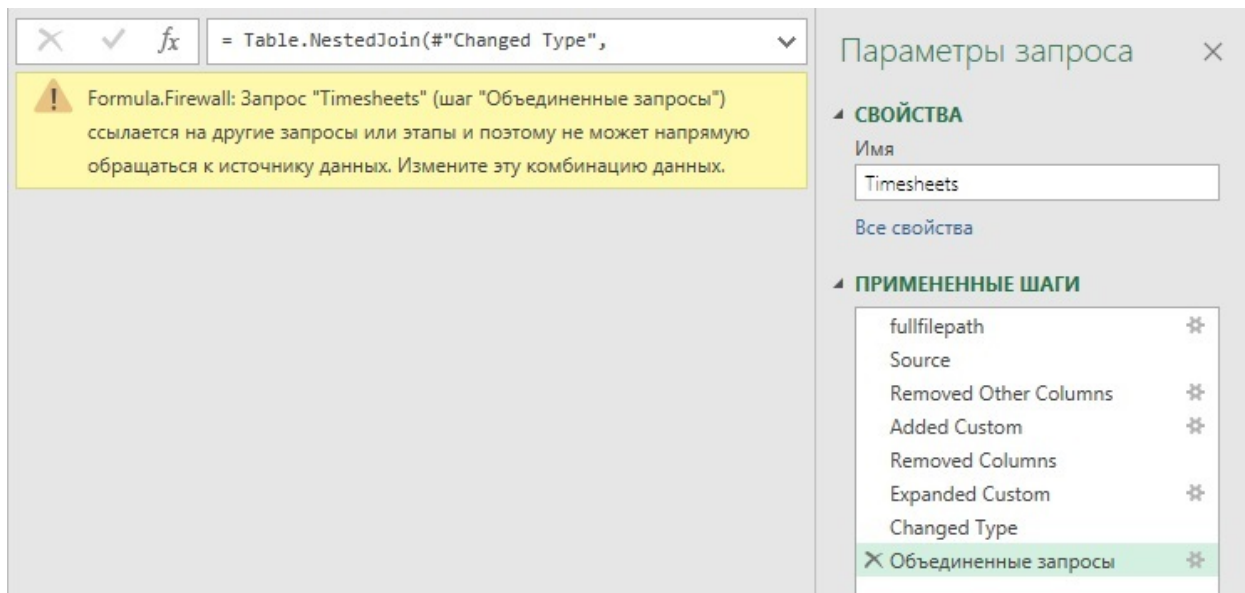 fx
= Table.NestedJoin(#"Changed Type",
Formula.Firewall: Запрос "Timesheets" (шаг "Объединенные запросы")
ссылается на другие запросы или этапы и поэтому не может напрямую
обращаться к источнику данных. Измените эту комбинацию данных.
Параметры запроса
СВОЙСТВА
Имя
Timesheets
Все свойства
ПРИМЕНЕННЫЕ ШАГИ
fullfilepath
Source
Removed Other Columns
Added Custom
Removed Columns
Expanded Custom
Changed Type
Объединенные запросы